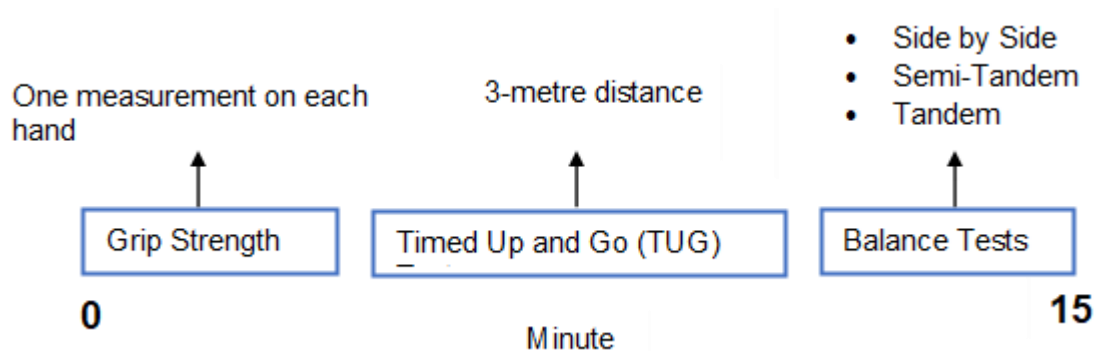 • Side by Side
• Semi-Tandem
• Tandem
One measurement on each
hand
3-metre distance
Grip Strength
Timed Up and Go (TUG)
Balance Tests
0
15
Minute